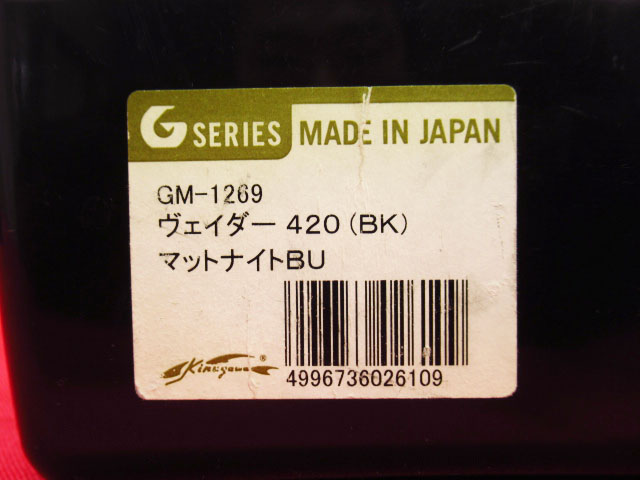 G SERIES MADE IN JAPAN
GM-1269
ヴェイダー 420 (BK)
マットナイトBU
Kinugawa ®
4996736026109